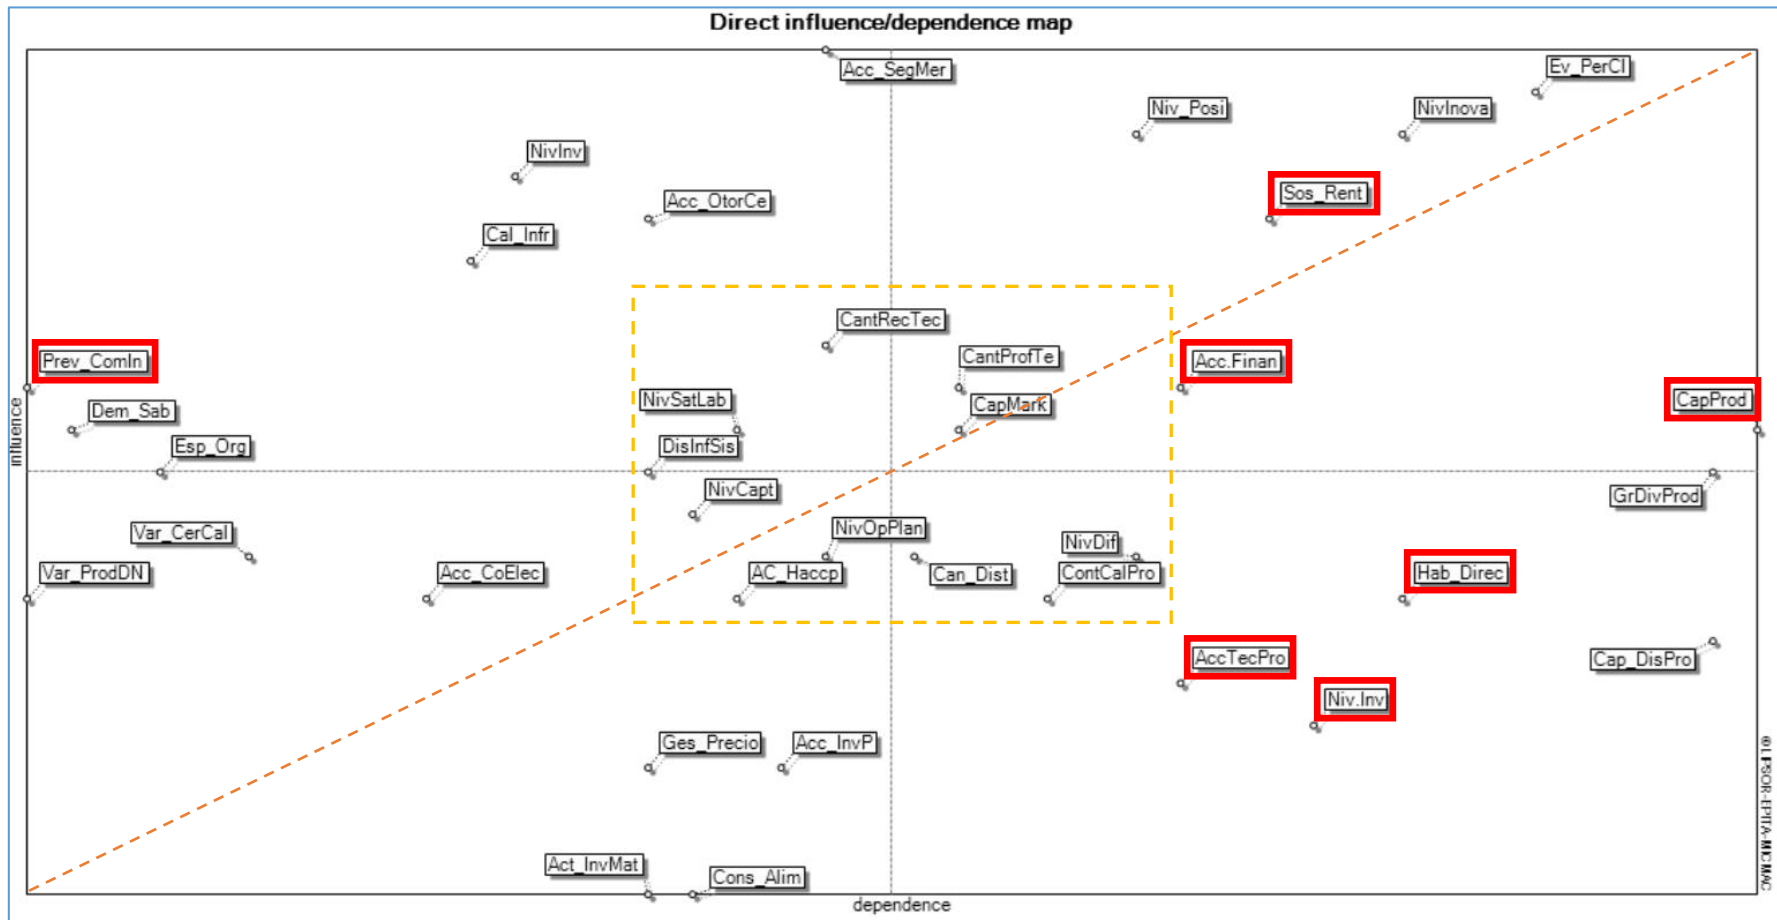 Direct influence/dependence map
Acc_SegMer
Ev_PerCl
Niv_Posi
NivInova
NivInv
Acc_OtorCe
Sos_Rent
Cal_Infr
CantRecTec
Prev_ComIn
CantProfTe
Acc.Finan
NivSatLab
CapMark
CapProd
Dem_Sab
influence
Esp_Org
DisInfSis
NivCapt
GrDivProd
Var_CerCal
NivOpPlan
NivDif
Var_ProdDN
Acc_CoElec
AC_Haccp
Can_Dist
ContCalPro
Hab_Direc
AccTecPro
Cap_DisPro
Niv.Inv
Ges_Precio
Acc_InvP
© LIPSOR-EPITA-MICMAC
Act_InvMat
Cons_Alim
dependence